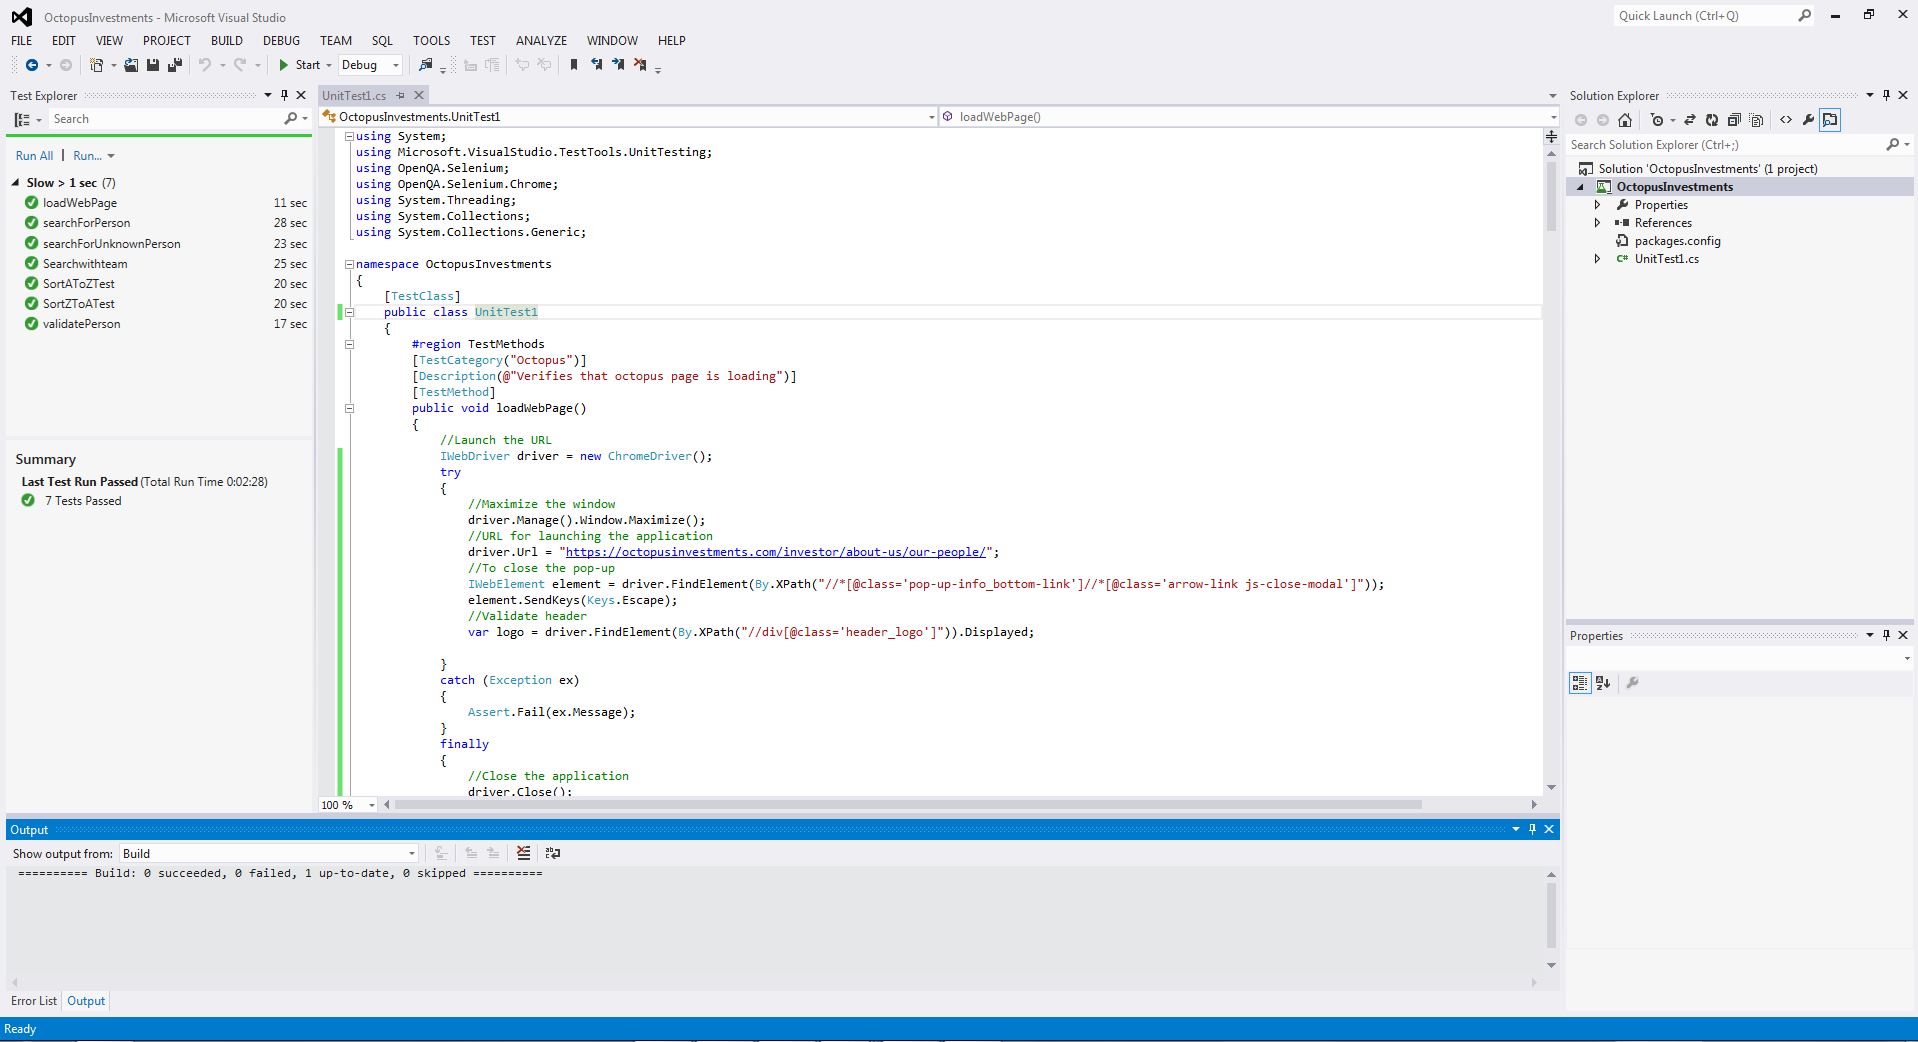 OctopusInvestments - Microsoft Visual Studio
Quick Launch (Ctrl+Q)
FILE EDIT VIEW PROJECT BUILD DEBUG TEAM SQL TOOLS TEST ANALYZE WINDOW HELP
Start Debug
Test Explorer
Search
Run All | Run...
Slow > 1 sec (7)
loadWebPage 11 sec
searchForPerson 28 sec
searchForUnknownPerson 23 sec
Searchwithteam 25 sec
SortAToZTest 20 sec
SortZToATest 20 sec
validatePerson 17 sec
Summary
Last Test Run Passed (Total Run Time 0:02:28)
7 Tests Passed
UnitTest1.cs
OctopusInvestments.UnitTest1
loadWebPage()
using System;
using Microsoft.VisualStudio.TestTools.UnitTesting;
using OpenQA.Selenium;
using OpenQA.Selenium.Chrome;
using System.Threading;
using System.Collections;
using System.Collections.Generic;
namespace OctopusInvestments
{
[TestClass]
public class UnitTest1
{
#region TestMethods
[TestCategory("Octopus")]
[Description(@"Verifies that octopus page is loading")]
[TestMethod]
public void loadWebPage()
{
//Launch the URL
IWebDriver driver = new ChromeDriver();
try
{
//Maximize the window
driver.Manage().Window.Maximize();
//URL for launching the application
driver.Url = "https://octopusinvestments.com/investor/about-us/our-people/";
//To close the pop-up
IWebElement element = driver.FindElement(By.XPath("//*[@class='pop-up-info_bottom-link']//*[@class='arrow-link js-close-modal']"));
element.SendKeys(Keys.Escape);
//Validate header
var logo = driver.FindElement(By.XPath("//div[@class='header_logo']")).Displayed;
}
catch (Exception ex)
{
Assert.Fail(ex.Message);
}
finally
{
//Close the application
driver.Close();
100 %
Output
Show output from: Build
========== Build: 0 succeeded, 0 failed, 1 up-to-date, 0 skipped ==========
Error List Output
Ready
Solution Explorer
Search Solution Explorer (Ctrl+;)
Solution 'OctopusInvestments' (1 project)
OctopusInvestments
Properties
References
packages.config
C# UnitTest1.cs
Properties